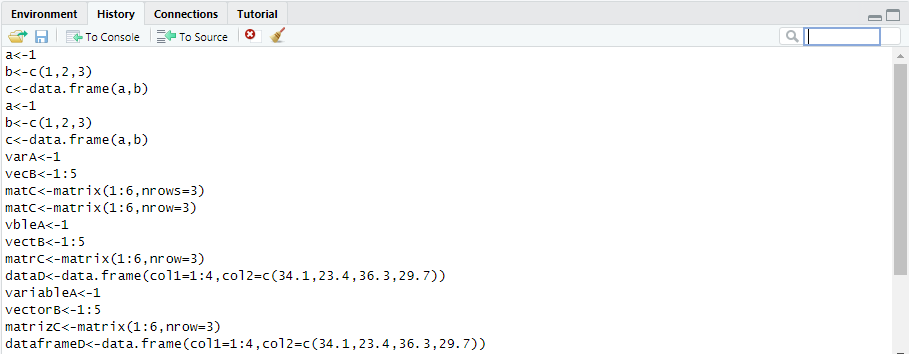 Environment History Connections Tutorial
To Console To Source
a<-1
b<-c(1,2,3)
c<-data.frame(a,b)
a<-1
b<-c(1,2,3)
c<-data.frame(a,b)
varA<-1
vecB<-1:5
matC<-matrix(1:6,nrows=3)
matC<-matrix(1:6,nrow=3)
vbleA<-1
vectB<-1:5
matrC<-matrix(1:6,nrow=3)
dataD<-data.frame(col1=1:4,col2=c(34.1,23.4,36.3,29.7))
variableA<-1
vectorB<-1:5
matrizC<-matrix(1:6,nrow=3)
dataframeD<-data.frame(col1=1:4,col2=c(34.1,23.4,36.3,29.7))